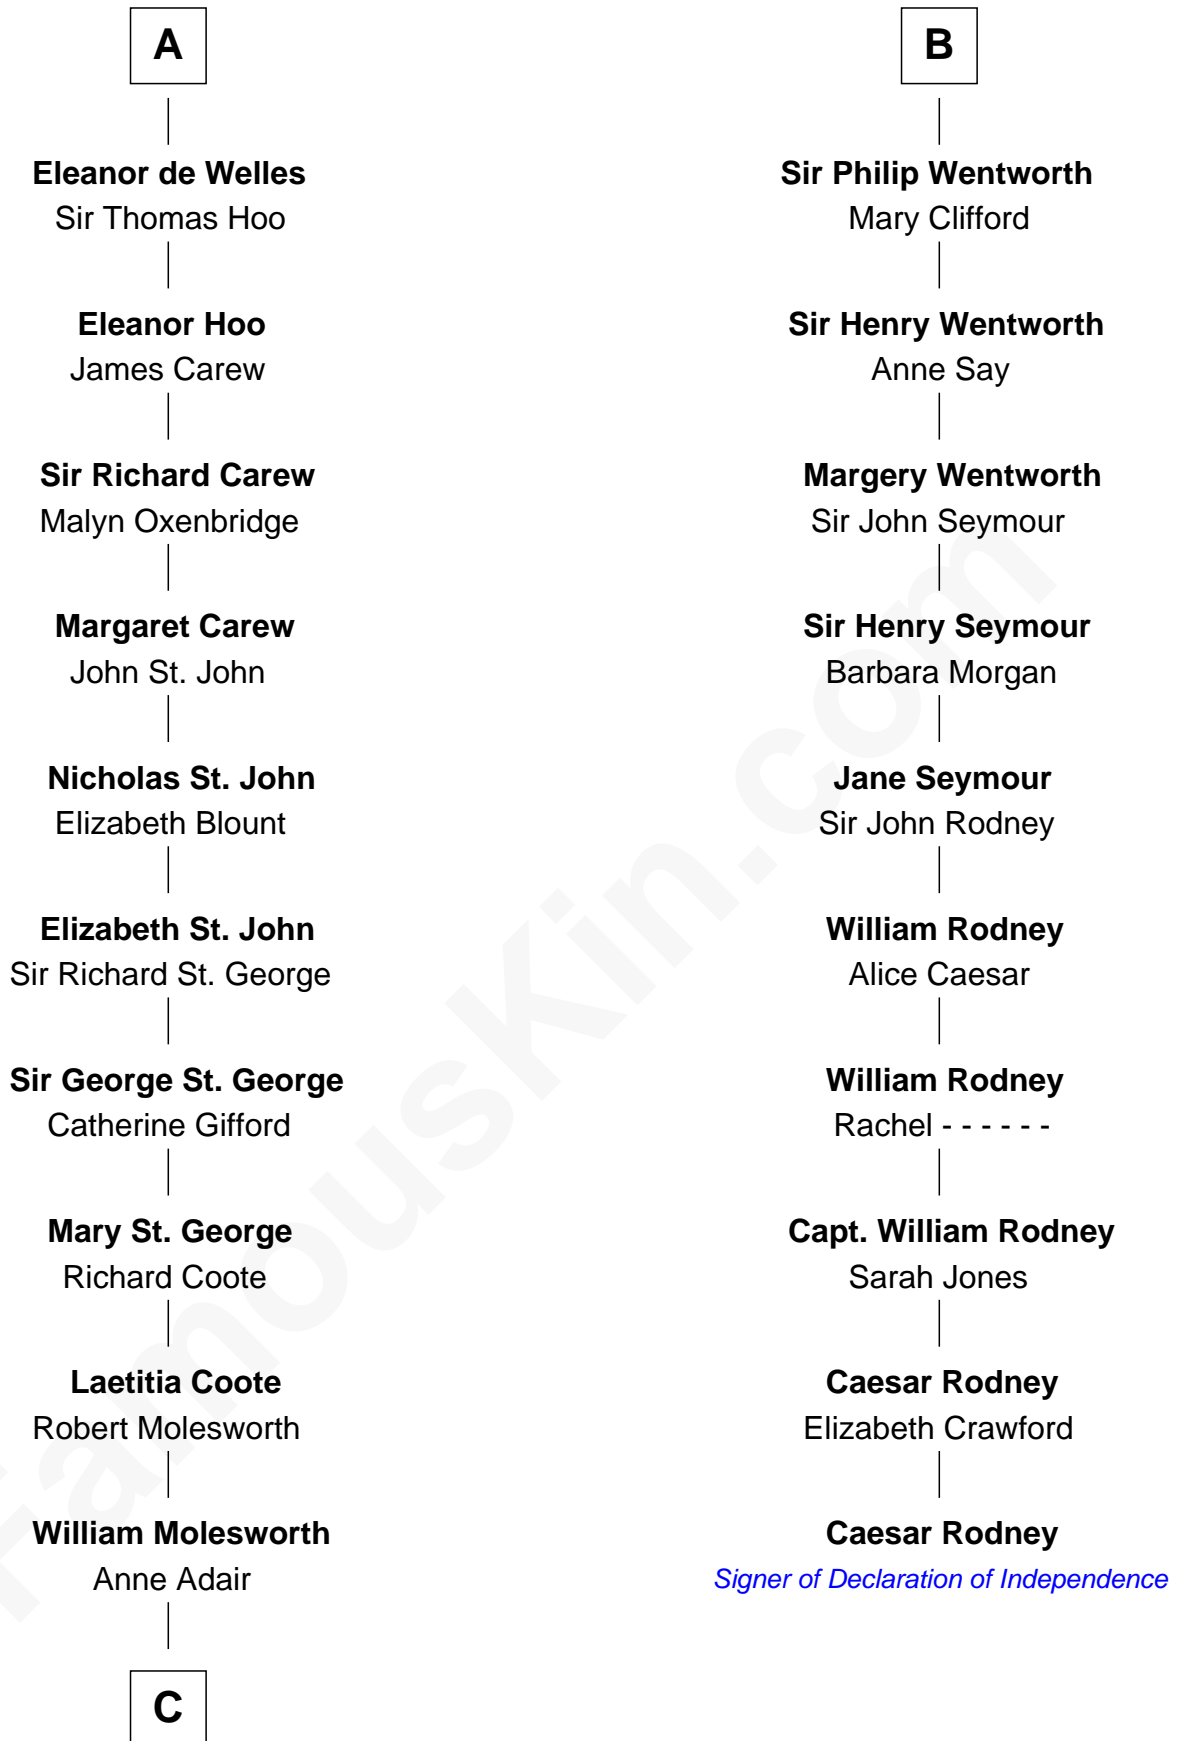 A
Eleanor de Welles
Sir Thomas Hoo
Eleanor Hoo
James Carew
Sir Richard Carew
Malyn Oxenbridge
Margaret Carew
John St. John
Nicholas St. John
Elizabeth Blount
Elizabeth St. John
Sir Richard St. George
Sir George St. George
Catherine Gifford
Mary St. George
Richard Coote
Laetitia Coote
Robert Molesworth
William Molesworth
Anne Adair
C
B
Sir Philip Wentworth
Mary Clifford
Sir Henry Wentworth
Anne Say
Margery Wentworth
Sir John Seymour
Sir Henry Seymour
Barbara Morgan
Jane Seymour
Sir John Rodney
William Rodney
Alice Caesar
William Rodney
Rachel - - - - - -
Capt. William Rodney
Sarah Jones
Caesar Rodney
Elizabeth Crawford
Caesar Rodney
Signer of Declaration of Independence
FamousKin.com